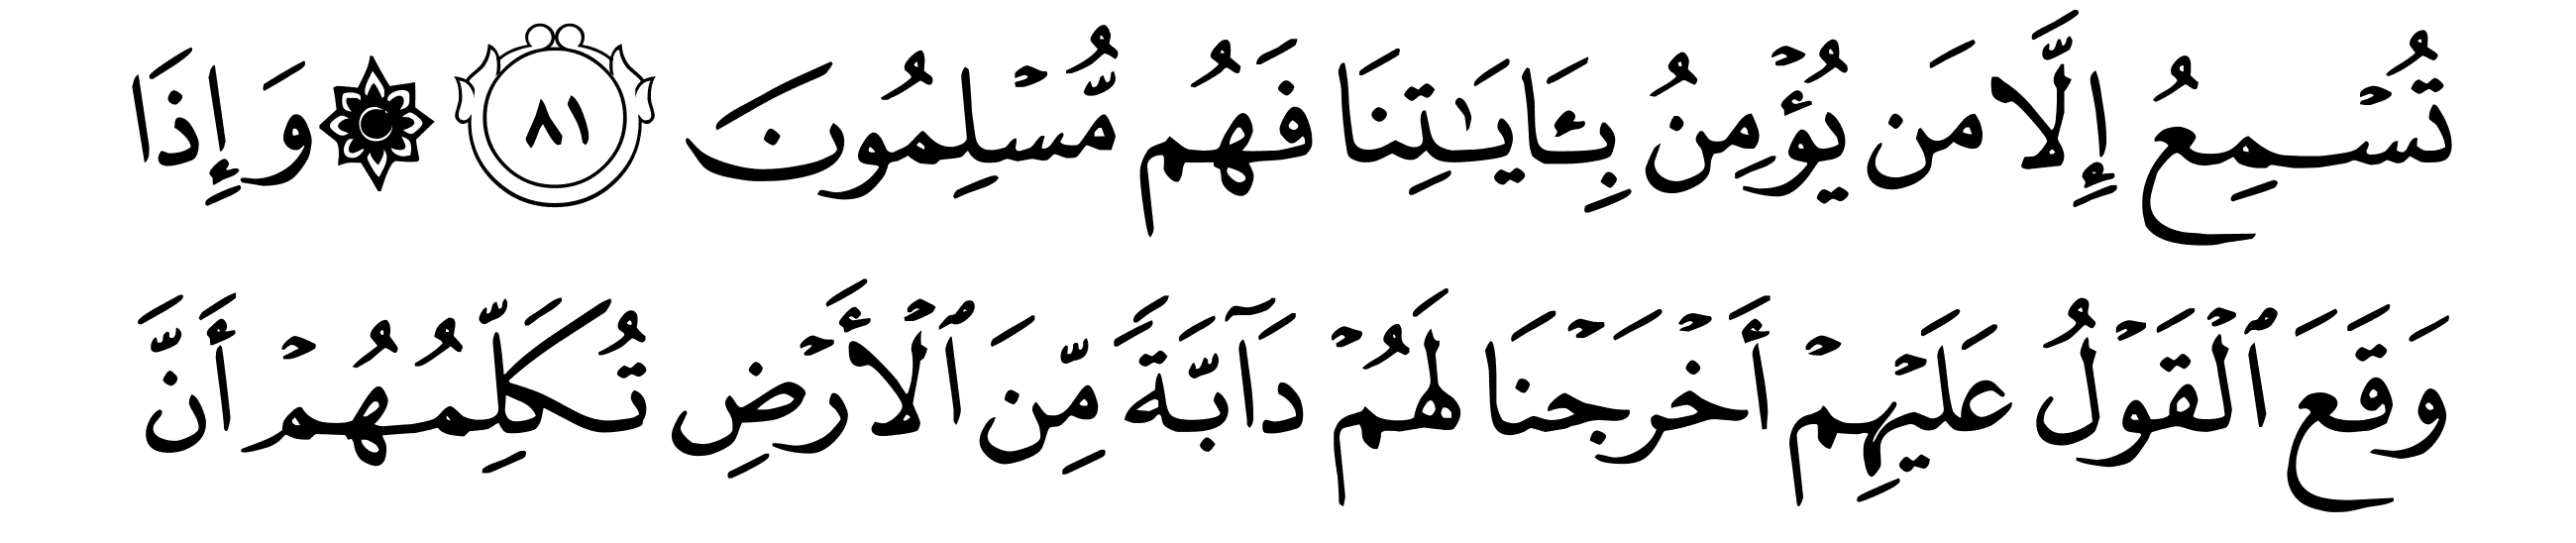 تُسۡمِعُ إِلَّا مَن يُؤۡمِنُ بِـَٔايَٰتِنَا فَهُم مُّسۡلِمُونَ ٨١ ۞ وَإِذَا
وَقَعَ ٱلۡقَوۡلُ عَلَيۡهِمۡ أَخۡرَجۡنَا لَهُمۡ دَآبَّةٗ مِّنَ ٱلۡأَرۡضِ تُكَلِّمُهُمۡ أَنَّ